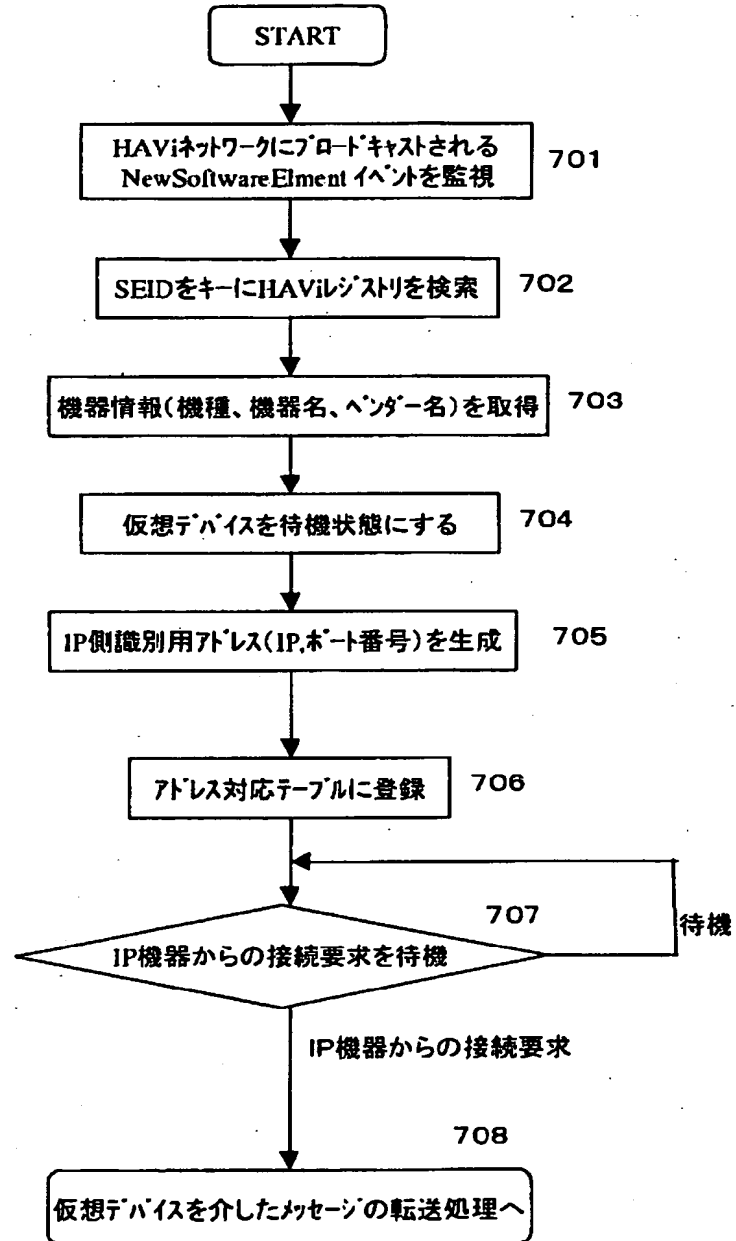 START
HAViネットワークにブロードキャストされる
NewSoftwareElment イベントを監視
701
SEIDをキーにHAViレジストリを検索
702
機器情報(機種、機器名、ベンダー名)を取得
703
仮想デバイスを待機状態にする
704
IP側識別用アドレス(IP,ポート番号)を生成
705
アドレス対応テーブルに登録
706
707
IP機器からの接続要求を待機
待機
IP機器からの接続要求
708
仮想デバイスを介したメッセージの転送処理へ